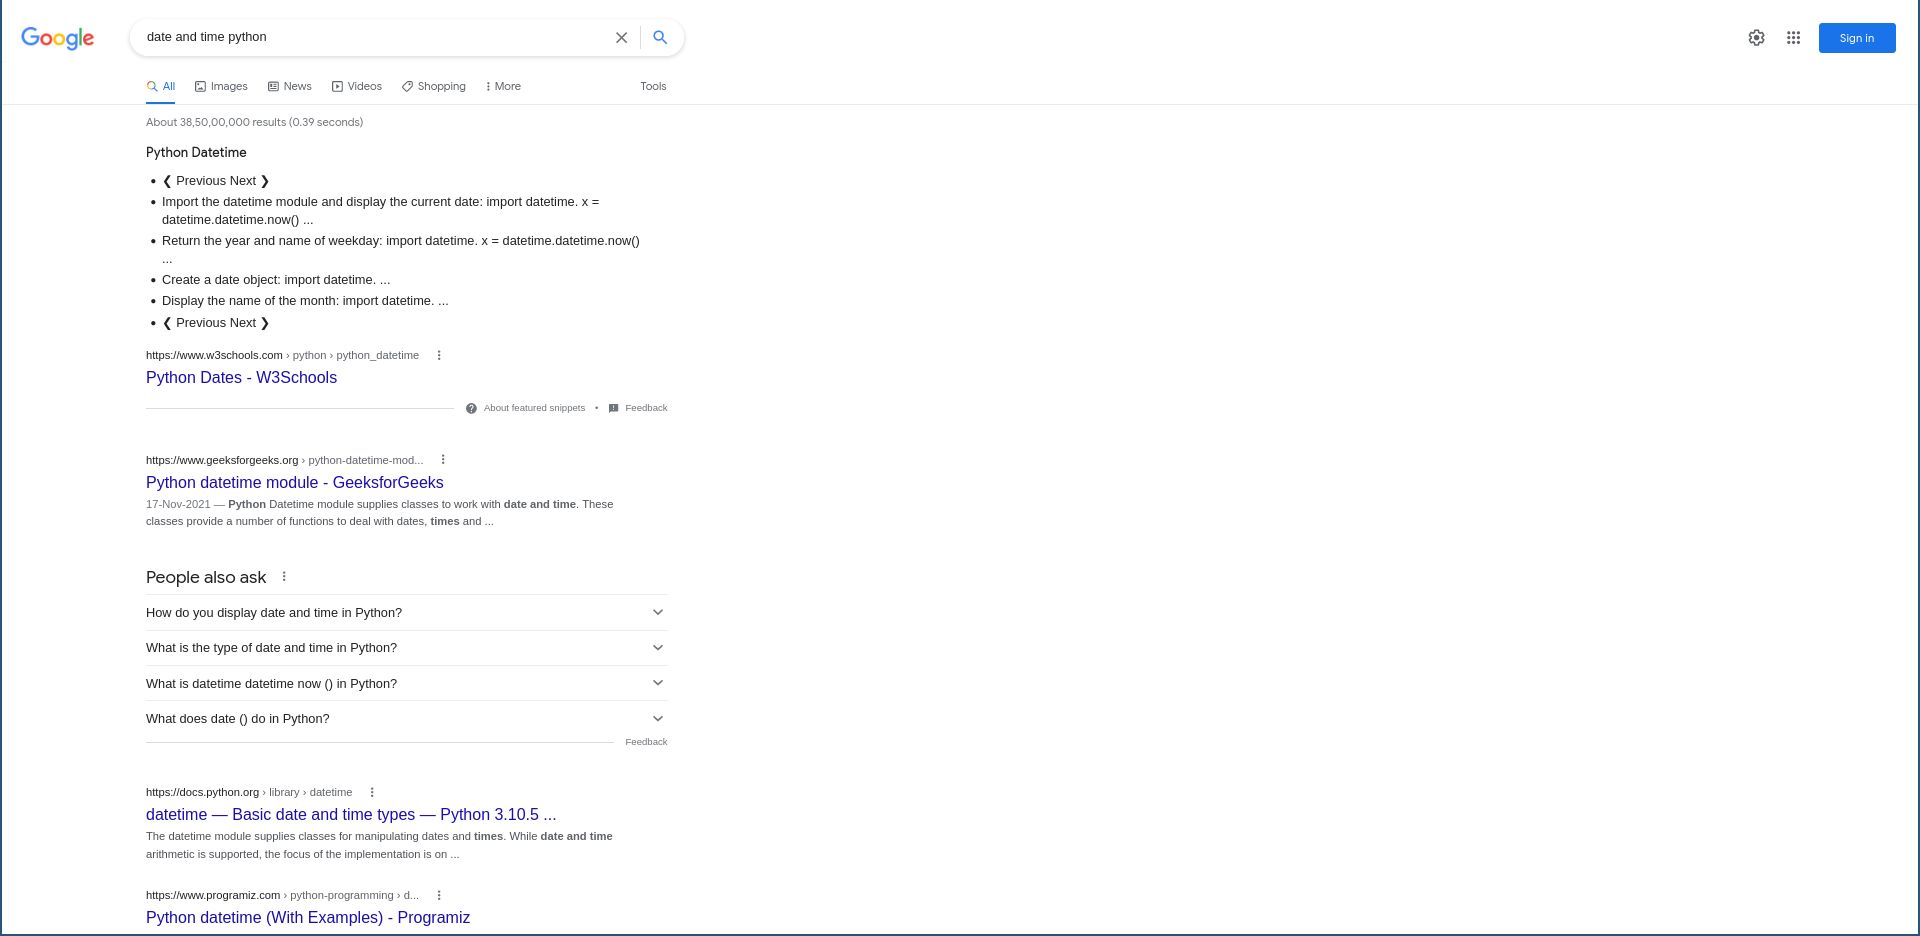 Google
date and time python
Sign in
All Images News Videos Shopping More Tools
About 38,50,00,000 results (0.39 seconds)
Python Datetime
• ❮ Previous Next ❯
• Import the datetime module and display the current date: import datetime. x =
datetime.datetime.now() ...
• Return the year and name of weekday: import datetime. x = datetime.datetime.now()
...
• Create a date object: import datetime. ...
• Display the name of the month: import datetime. ...
• ❮ Previous Next ❯
https://www.w3schools.com › python › python_datetime
Python Dates - W3Schools
About featured snippets • Feedback
https://www.geeksforgeeks.org › python-datetime-mod...
Python datetime module - GeeksforGeeks
17-Nov-2021 — Python Datetime module supplies classes to work with date and time. These
classes provide a number of functions to deal with dates, times and ...
People also ask
How do you display date and time in Python?
What is the type of date and time in Python?
What is datetime datetime now () in Python?
What does date () do in Python?
Feedback
https://docs.python.org › library › datetime
datetime — Basic date and time types — Python 3.10.5 ...
The datetime module supplies classes for manipulating dates and times. While date and time
arithmetic is supported, the focus of the implementation is on ...
https://www.programiz.com › python-programming › d...
Python datetime (With Examples) - Programiz